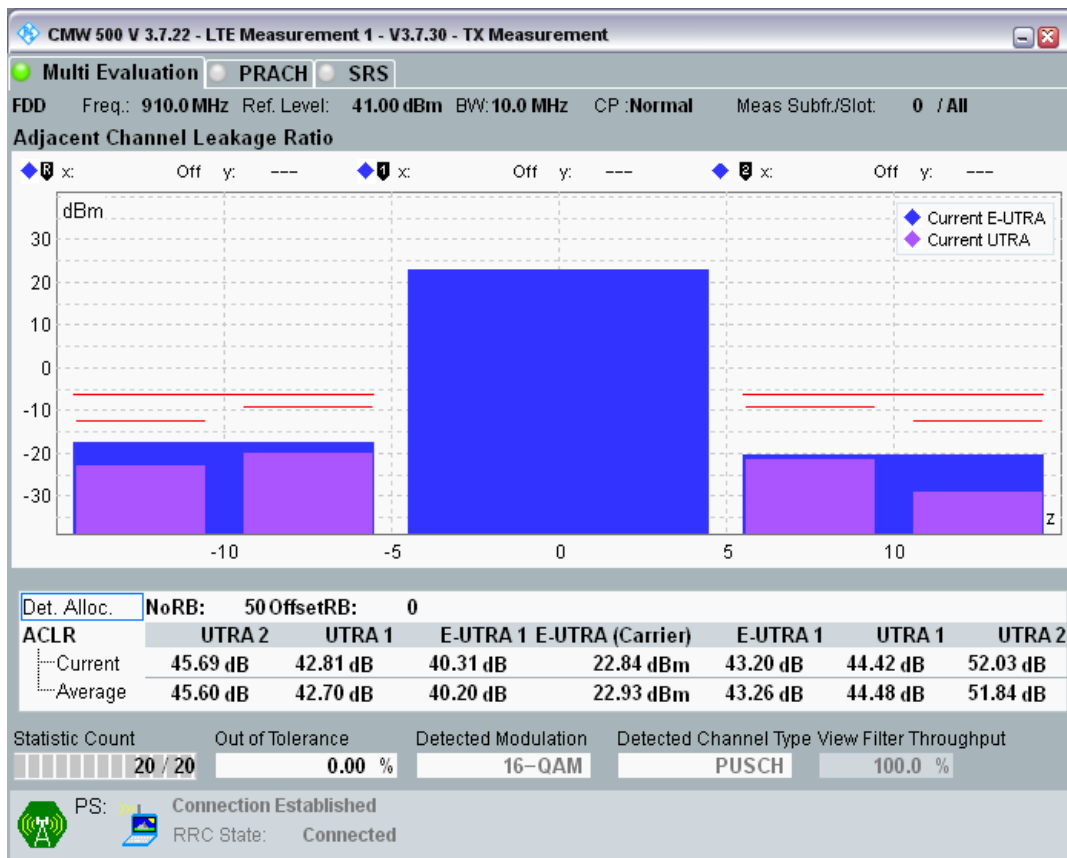 CMW 500 V 3.7.22 - LTE Measurement 1 - V3.7.30 - TX Measurement
Multi Evaluation PRACH SRS
FDD Freq.: 910.0 MHz Ref. Level: 41.00 dBm BW: 10.0 MHz CP :Normal Meas Subfr./Slot: 0 / All
Adjacent Channel Leakage Ratio
R x: Off y: --- 1 x: Off y: --- 2 x: Off y: ---
dBm
Current E-UTRA
Current UTRA
30
20
10
0
-10
-20
-30
z
-10 -5 0 5 10
Det. Alloc. NoRB: 50 OffsetRB: 0
ACLR UTRA 2 UTRA 1 E-UTRA 1 E-UTRA (Carrier) E-UTRA 1 UTRA 1 UTRA 2
Current 45.69 dB 42.81 dB 40.31 dB 22.84 dBm 43.20 dB 44.42 dB 52.03 dB
Average 45.60 dB 42.70 dB 40.20 dB 22.93 dBm 43.26 dB 44.48 dB 51.84 dB
Statistic Count Out of Tolerance Detected Modulation Detected Channel Type View Filter Throughput
20 / 20 0.00 % 16-QAM PUSCH 100.0 %
PS: Connection Established
RRC State: Connected